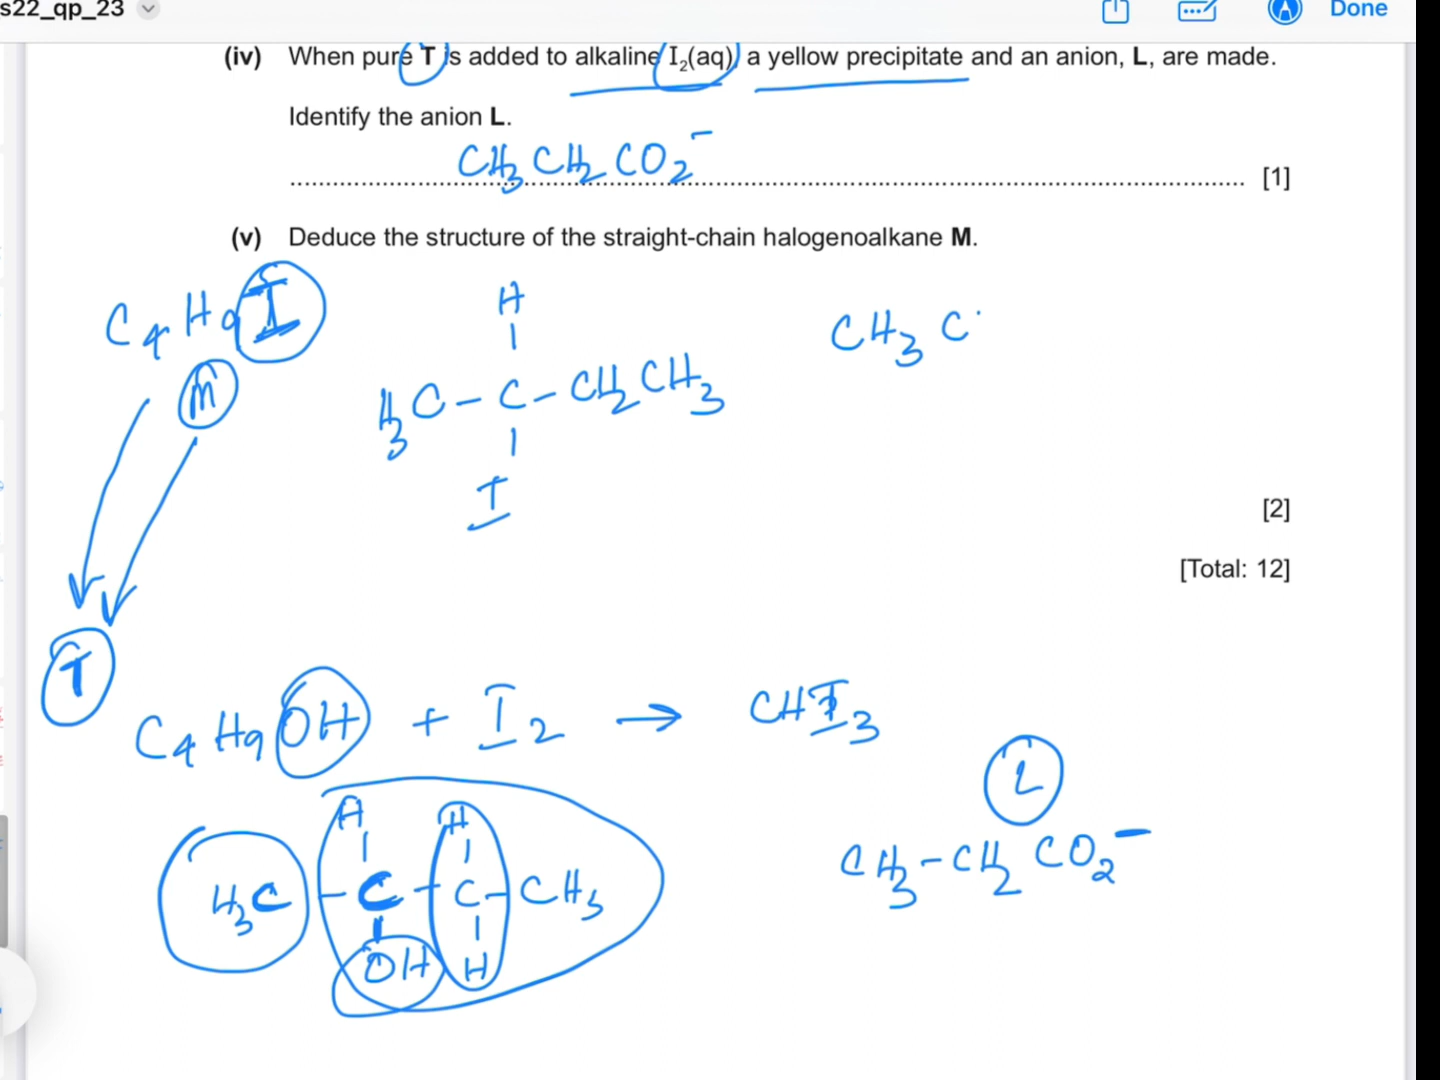 s22_qp_23
Done
(iv) When pure T is added to alkaline I₂(aq), a yellow precipitate and an anion, L, are made.
Identify the anion L.
CH₃CH₂CO₂⁻
[1]
(v) Deduce the structure of the straight-chain halogenoalkane M.
C₄H₉I
M
H
H₃C–C–CH₂CH₃
I
CH₃C
[2]
[Total: 12]
T
C₄H₉OH + I₂ → CHI₃
L
CH₃–CH₂CO₂⁻
H H
H₃C–C–C–CH₃
OH H